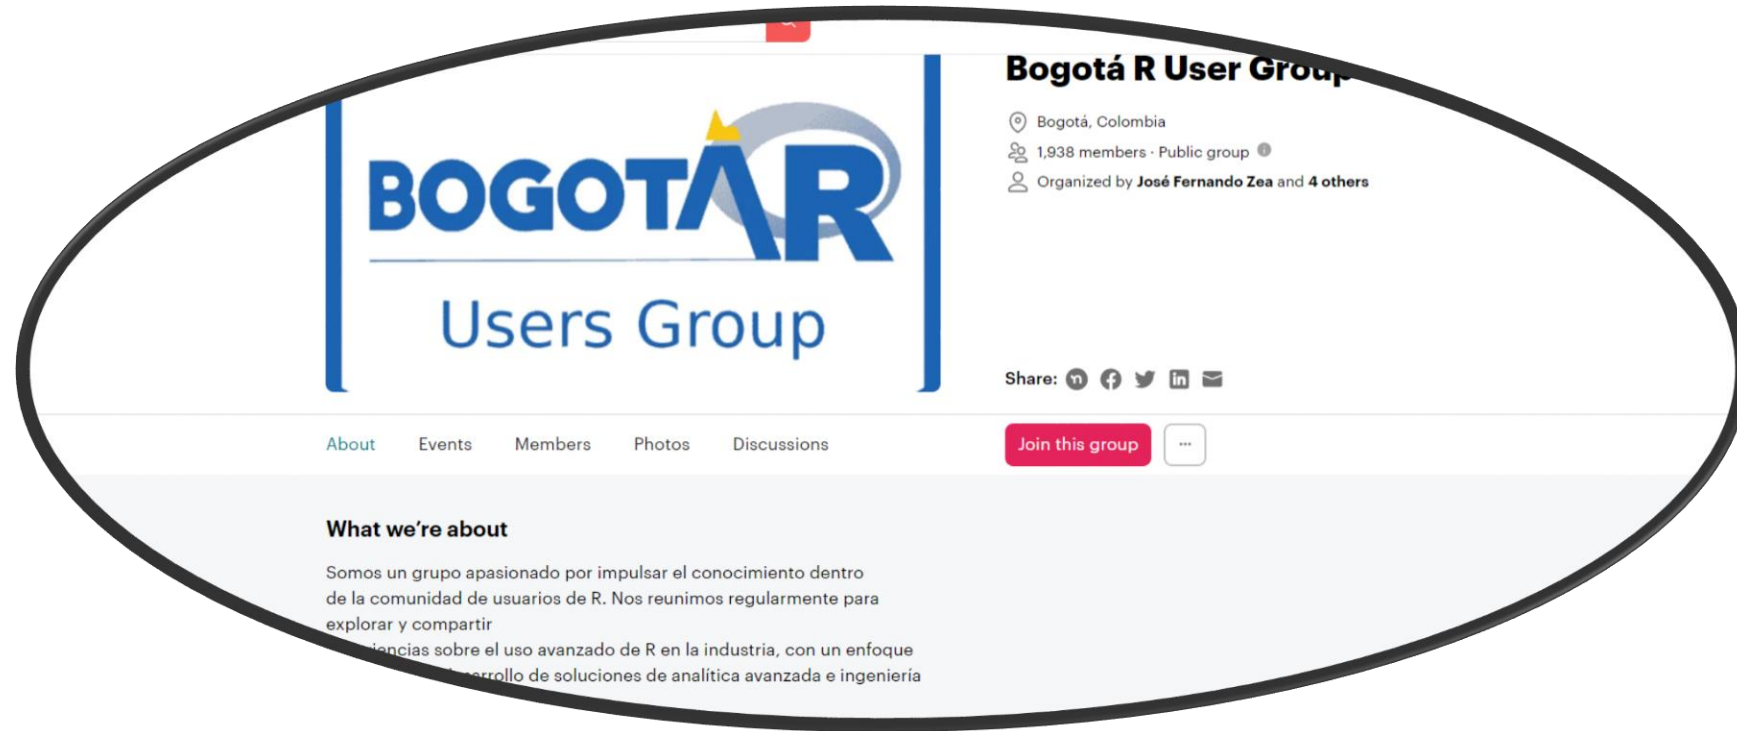 BOGOTAR
Users Group
Bogotá R User Group
Bogotá, Colombia
1,938 members · Public group
Organized by José Fernando Zea and 4 others
Share:
About Events Members Photos Discussions
Join this group
What we're about
Somos un grupo apasionado por impulsar el conocimiento dentro
de la comunidad de usuarios de R. Nos reunimos regularmente para
explorar y compartir
sobre el uso avanzado de R en la industria, con un enfoque
de soluciones de analítica avanzada e ingeniería